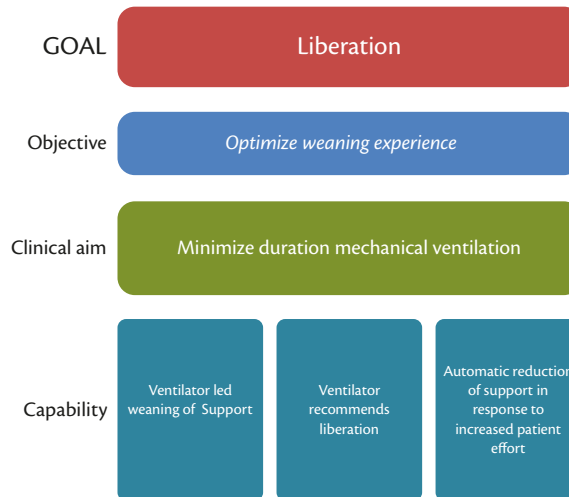 GOAL
Liberation
Objective
Optimize weaning experience
Clinical aim
Minimize duration mechanical ventilation
Capability
Ventilator led
weaning of Support
Ventilator
recommends
liberation
Automatic reduction
of support in
response to
increased patient
effort